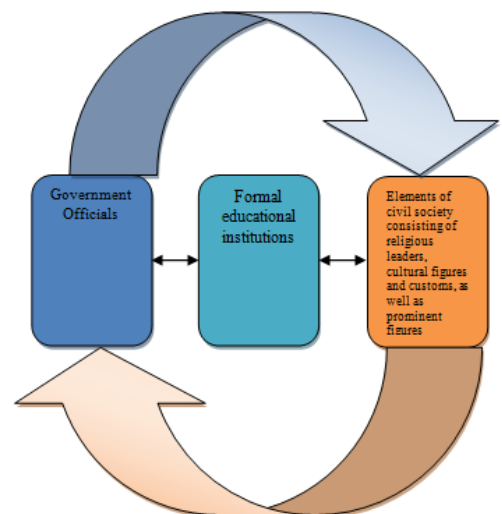 Government
Officials
Formal
educational
institutions
Elements of
civil society
consisting of
religious
leaders,
cultural figures
and customs, as
well as
prominent
figures